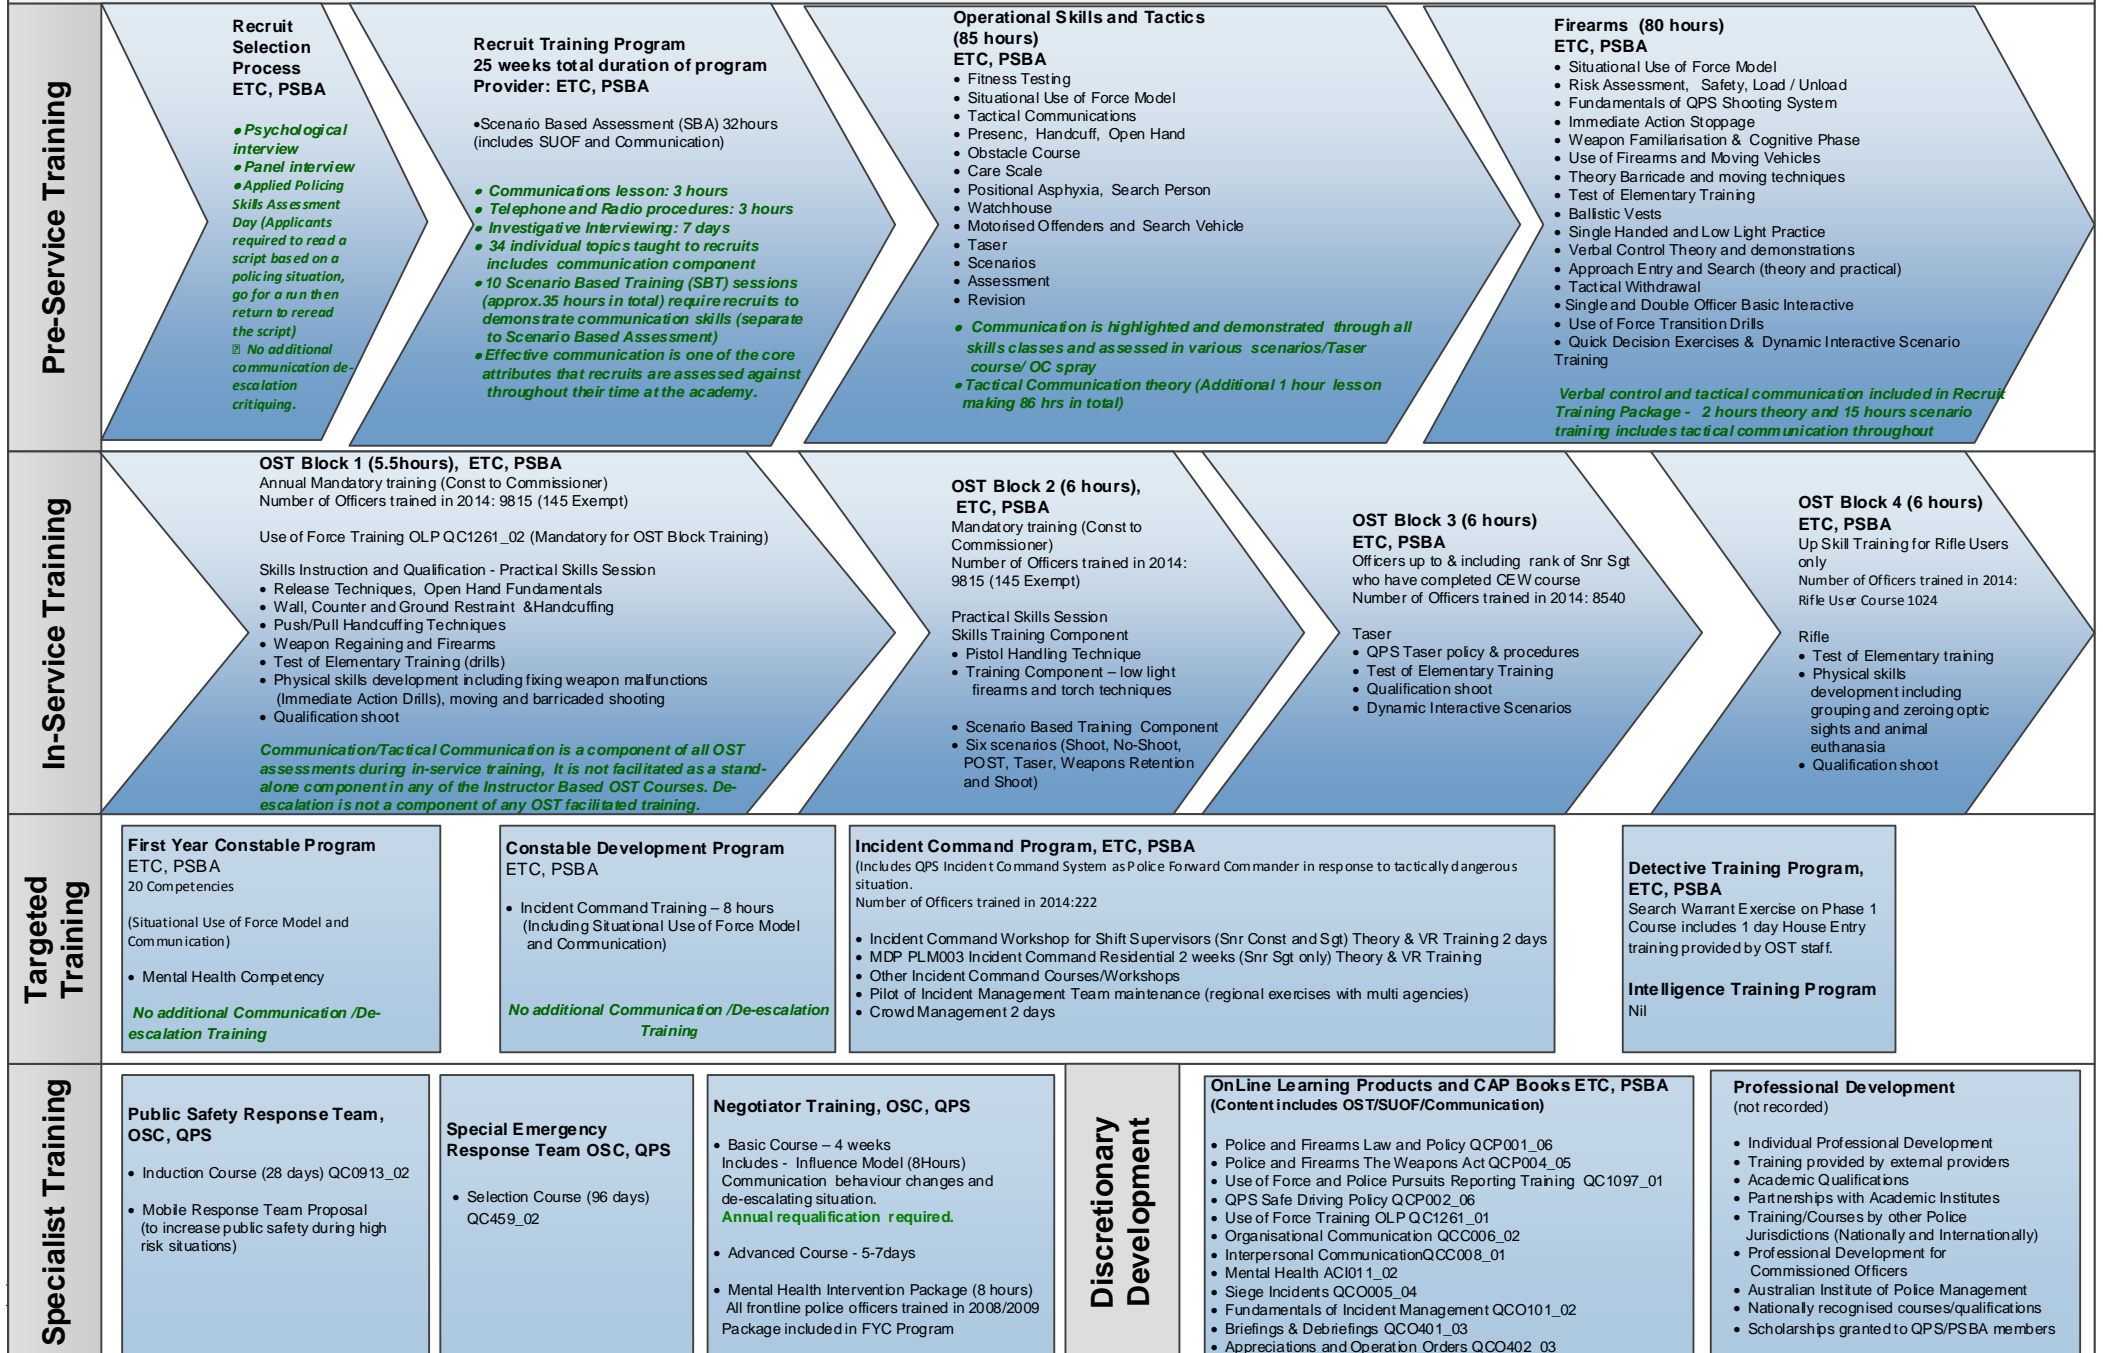 Pre-Service Training
Recruit
Selection
Process
ETC, PSBA
● Psychological
interview
● Panel interview
● Applied Policing
Skills Assessment
Day (Applicants
required to read a
script based on a
policing situation,
go for a run then
return to reread
the script)
No additional
communication de-
escalation
critiquing.
Recruit Training Program
25 weeks total duration of program
Provider: ETC, PSBA
•Scenario Based Assessment (SBA) 32hours
(includes SUOF and Communication)
● Communications lesson: 3 hours
● Telephone and Radio procedures: 3 hours
● Investigative Interviewing: 7 days
● 34 individual topics taught to recruits
includes communication component
● 10 Scenario Based Training (SBT) sessions
(approx.35 hours in total) require recruits to
demonstrate communication skills (separate
to Scenario Based Assessment)
● Effective communication is one of the core
attributes that recruits are assessed against
throughout their time at the academy.
Operational Skills and Tactics
(85 hours)
ETC, PSBA
• Fitness Testing
• Situational Use of Force Model
• Tactical Communications
• Presenc, Handcuff, Open Hand
• Obstacle Course
• Care Scale
• Positional Asphyxia, Search Person
• Watchhouse
• Motorised Offenders and Search Vehicle
• Taser
• Scenarios
• Assessment
• Revision
● Communication is highlighted and demonstrated through all
skills classes and assessed in various scenarios/Taser
course/ OC spray
● Tactical Communication theory (Additional 1 hour lesson
making 86 hrs in total)
Firearms (80 hours)
ETC, PSBA
• Situational Use of Force Model
• Risk Assessment, Safety, Load / Unload
• Fundamentals of QPS Shooting System
• Immediate Action Stoppage
• Weapon Familiarisation & Cognitive Phase
• Use of Firearms and Moving Vehicles
• Theory Barricade and moving techniques
• Test of Elementary Training
• Ballistic Vests
• Single Handed and Low Light Practice
• Verbal Control Theory and demonstrations
• Approach Entry and Search (theory and practical)
• Tactical Withdrawal
• Single and Double Officer Basic Interactive
• Use of Force Transition Drills
• Quick Decision Exercises & Dynamic Interactive Scenario
Training
Verbal control and tactical communication included in Recruit
Training Package - 2 hours theory and 15 hours scenario
training includes tactical communication throughout
In-Service Training
OST Block 1 (5.5hours), ETC, PSBA
Annual Mandatory training (Const to Commissioner)
Number of Officers trained in 2014: 9815 (145 Exempt)
Use of Force Training OLP QC1261_02 (Mandatory for OST Block Training)
Skills Instruction and Qualification - Practical Skills Session
• Release Techniques, Open Hand Fundamentals
• Wall, Counter and Ground Restraint &Handcuffing
• Push/Pull Handcuffing Techniques
• Weapon Regaining and Firearms
• Test of Elementary Training (drills)
• Physical skills development including fixing weapon malfunctions
(Immediate Action Drills), moving and barricaded shooting
• Qualification shoot
Communication/Tactical Communication is a component of all OST
assessments during in-service training, It is not facilitated as a stand-
alone component in any of the Instructor Based OST Courses. De-
escalation is not a component of any OST facilitated training.
OST Block 2 (6 hours),
ETC, PSBA
Mandatory training (Const to
Commissioner)
Number of Officers trained in 2014:
9815 (145 Exempt)
Practical Skills Session
Skills Training Component
• Pistol Handling Technique
• Training Component – low light
firearms and torch techniques
• Scenario Based Training Component
• Six scenarios (Shoot, No-Shoot,
POST, Taser, Weapons Retention
and Shoot)
OST Block 3 (6 hours)
ETC, PSBA
Officers up to & including rank of Snr Sgt
who have completed CEW course
Number of Officers trained in 2014: 8540
Taser
• QPS Taser policy & procedures
• Test of Elementary Training
• Qualification shoot
• Dynamic Interactive Scenarios
OST Block 4 (6 hours)
ETC, PSBA
Up Skill Training for Rifle Users
only
Number of Officers trained in 2014:
Rifle User Course 1024
Rifle
• Test of Elementary training
• Physical skills
development including
grouping and zeroing optic
sights and animal
euthanasia
• Qualification shoot
Targeted
Training
First Year Constable Program
ETC, PSBA
20 Competencies
(Situational Use of Force Model and
Communication)
• Mental Health Competency
No additional Communication /De-
escalation Training
Constable Development Program
ETC, PSBA
• Incident Command Training – 8 hours
(Including Situational Use of Force Model
and Communication)
No additional Communication /De-escalation
Training
Incident Command Program, ETC, PSBA
(Includes QPS Incident Command System as Police Forward Commander in response to tactically dangerous
situation.
Number of Officers trained in 2014:222
• Incident Command Workshop for Shift Supervisors (Snr Const and Sgt) Theory & VR Training 2 days
• MDP PLM003 Incident Command Residential 2 weeks (Snr Sgt only) Theory & VR Training
• Other Incident Command Courses/Workshops
• Pilot of Incident Management Team maintenance (regional exercises with multi agencies)
• Crowd Management 2 days
Detective Training Program,
ETC, PSBA
Search Warrant Exercise on Phase 1
Course includes 1 day House Entry
training provided by OST staff.
Intelligence Training Program
Nil
Specialist Training
Public Safety Response Team,
OSC, QPS
• Induction Course (28 days) QC0913_02
• Mobile Response Team Proposal
(to increase public safety during high
risk situations)
Special Emergency
Response Team OSC, QPS
• Selection Course (96 days)
QC459_02
Negotiator Training, OSC, QPS
• Basic Course – 4 weeks
Includes - Influence Model (8Hours)
Communication behaviour changes and
de-escalating situation.
Annual requalification required.
• Advanced Course - 5-7days
• Mental Health Intervention Package (8 hours)
All frontline police officers trained in 2008/2009
Package included in FYC Program
Discretionary
Development
OnLine Learning Products and CAP Books ETC, PSBA
(Content includes OST/SUOF/Communication)
• Police and Firearms Law and Policy QCP001_06
• Police and Firearms The Weapons Act QCP004_05
• Use of Force and Police Pursuits Reporting Training QC1097_01
• QPS Safe Driving Policy QCP002_06
• Use of Force Training OLP QC1261_01
• Organisational Communication QCC006_02
• Interpersonal CommunicationQCC008_01
• Mental Health ACI011_02
• Siege Incidents QCO005_04
• Fundamentals of Incident Management QCO101_02
• Briefings & Debriefings QCO401_03
• Appreciations and Operation Orders QCO402_03
Professional Development
(not recorded)
• Individual Professional Development
• Training provided by external providers
• Academic Qualifications
• Partnerships with Academic Institutes
• Training/Courses by other Police
Jurisdictions (Nationally and Internationally)
• Professional Development for
Commissioned Officers
• Australian Institute of Police Management
• Nationally recognised courses/qualifications
• Scholarships granted to QPS/PSBA members